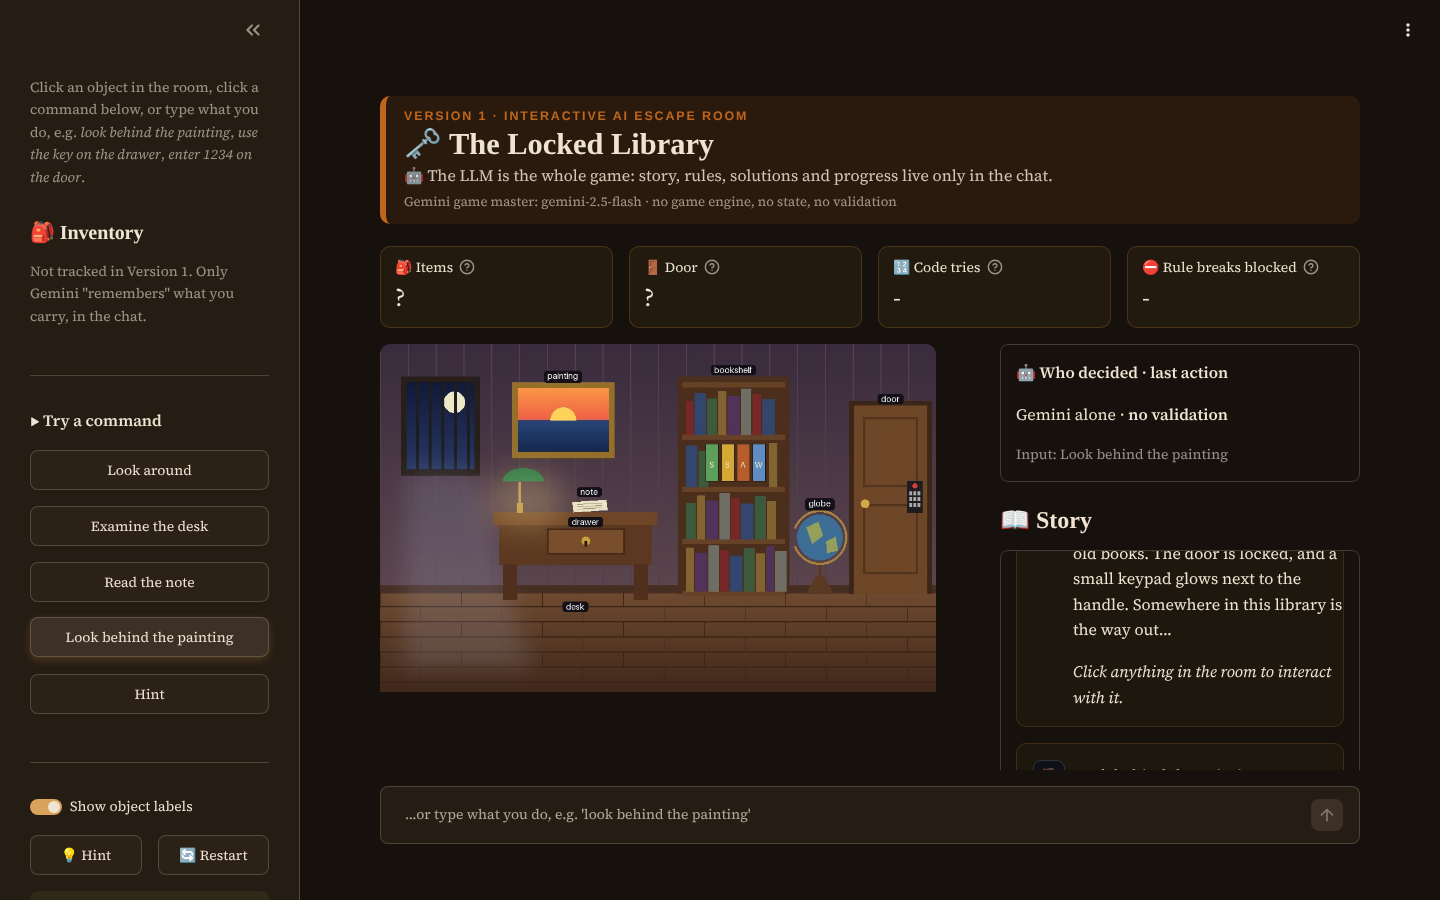 Click an object in the room, click a
command below, or type what you
do, e.g. look behind the painting, use
the key on the drawer, enter 1234 on
the door.
🎒 Inventory
Not tracked in Version 1. Only
Gemini "remembers" what you
carry, in the chat.
▸ Try a command
Look around
Examine the desk
Read the note
Look behind the painting
Hint
Show object labels
💡 Hint
🔄 Restart
VERSION 1 · INTERACTIVE AI ESCAPE ROOM
🗝️ The Locked Library
🤖 The LLM is the whole game: story, rules, solutions and progress live only in the chat.
Gemini game master: gemini-2.5-flash · no game engine, no state, no validation
🎒 Items
?
🚪 Door
?
🔢 Code tries
-
⛔ Rule breaks blocked
-
painting
bookshelf
door
S S A W
note
globe
drawer
desk
🤖 Who decided · last action
Gemini alone · no validation
Input: Look behind the painting
📖 Story
old books. The door is locked, and a
small keypad glows next to the
handle. Somewhere in this library is
the way out...
Click anything in the room to interact
with it.
...or type what you do, e.g. 'look behind the painting'